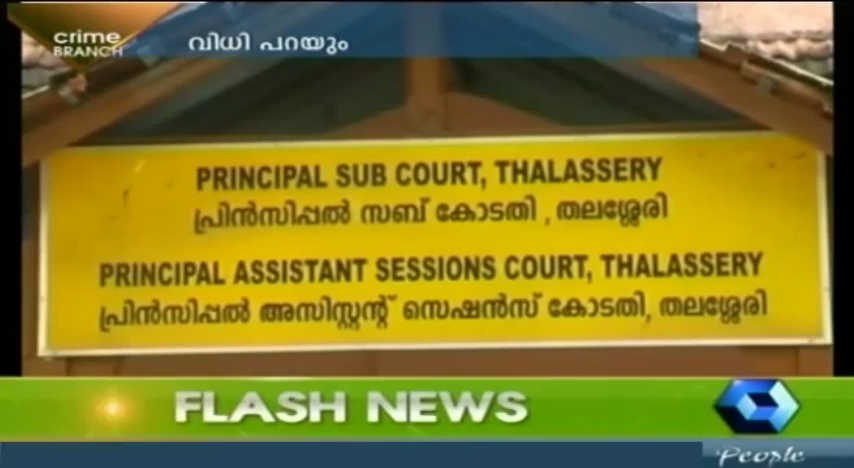 crime
BRANCH
വിധി പറയും
PRINCIPAL SUB COURT, THALASSERY
പ്രിൻസിപ്പൽ സബ് കോടതി , തലശ്ശേരി
PRINCIPAL ASSISTANT SESSIONS COURT, THALASSERY
പ്രിൻസിപ്പൽ അസിസ്റ്റന്റ് സെഷൻസ് കോടതി, തലശ്ശേരി
FLASH NEWS
People